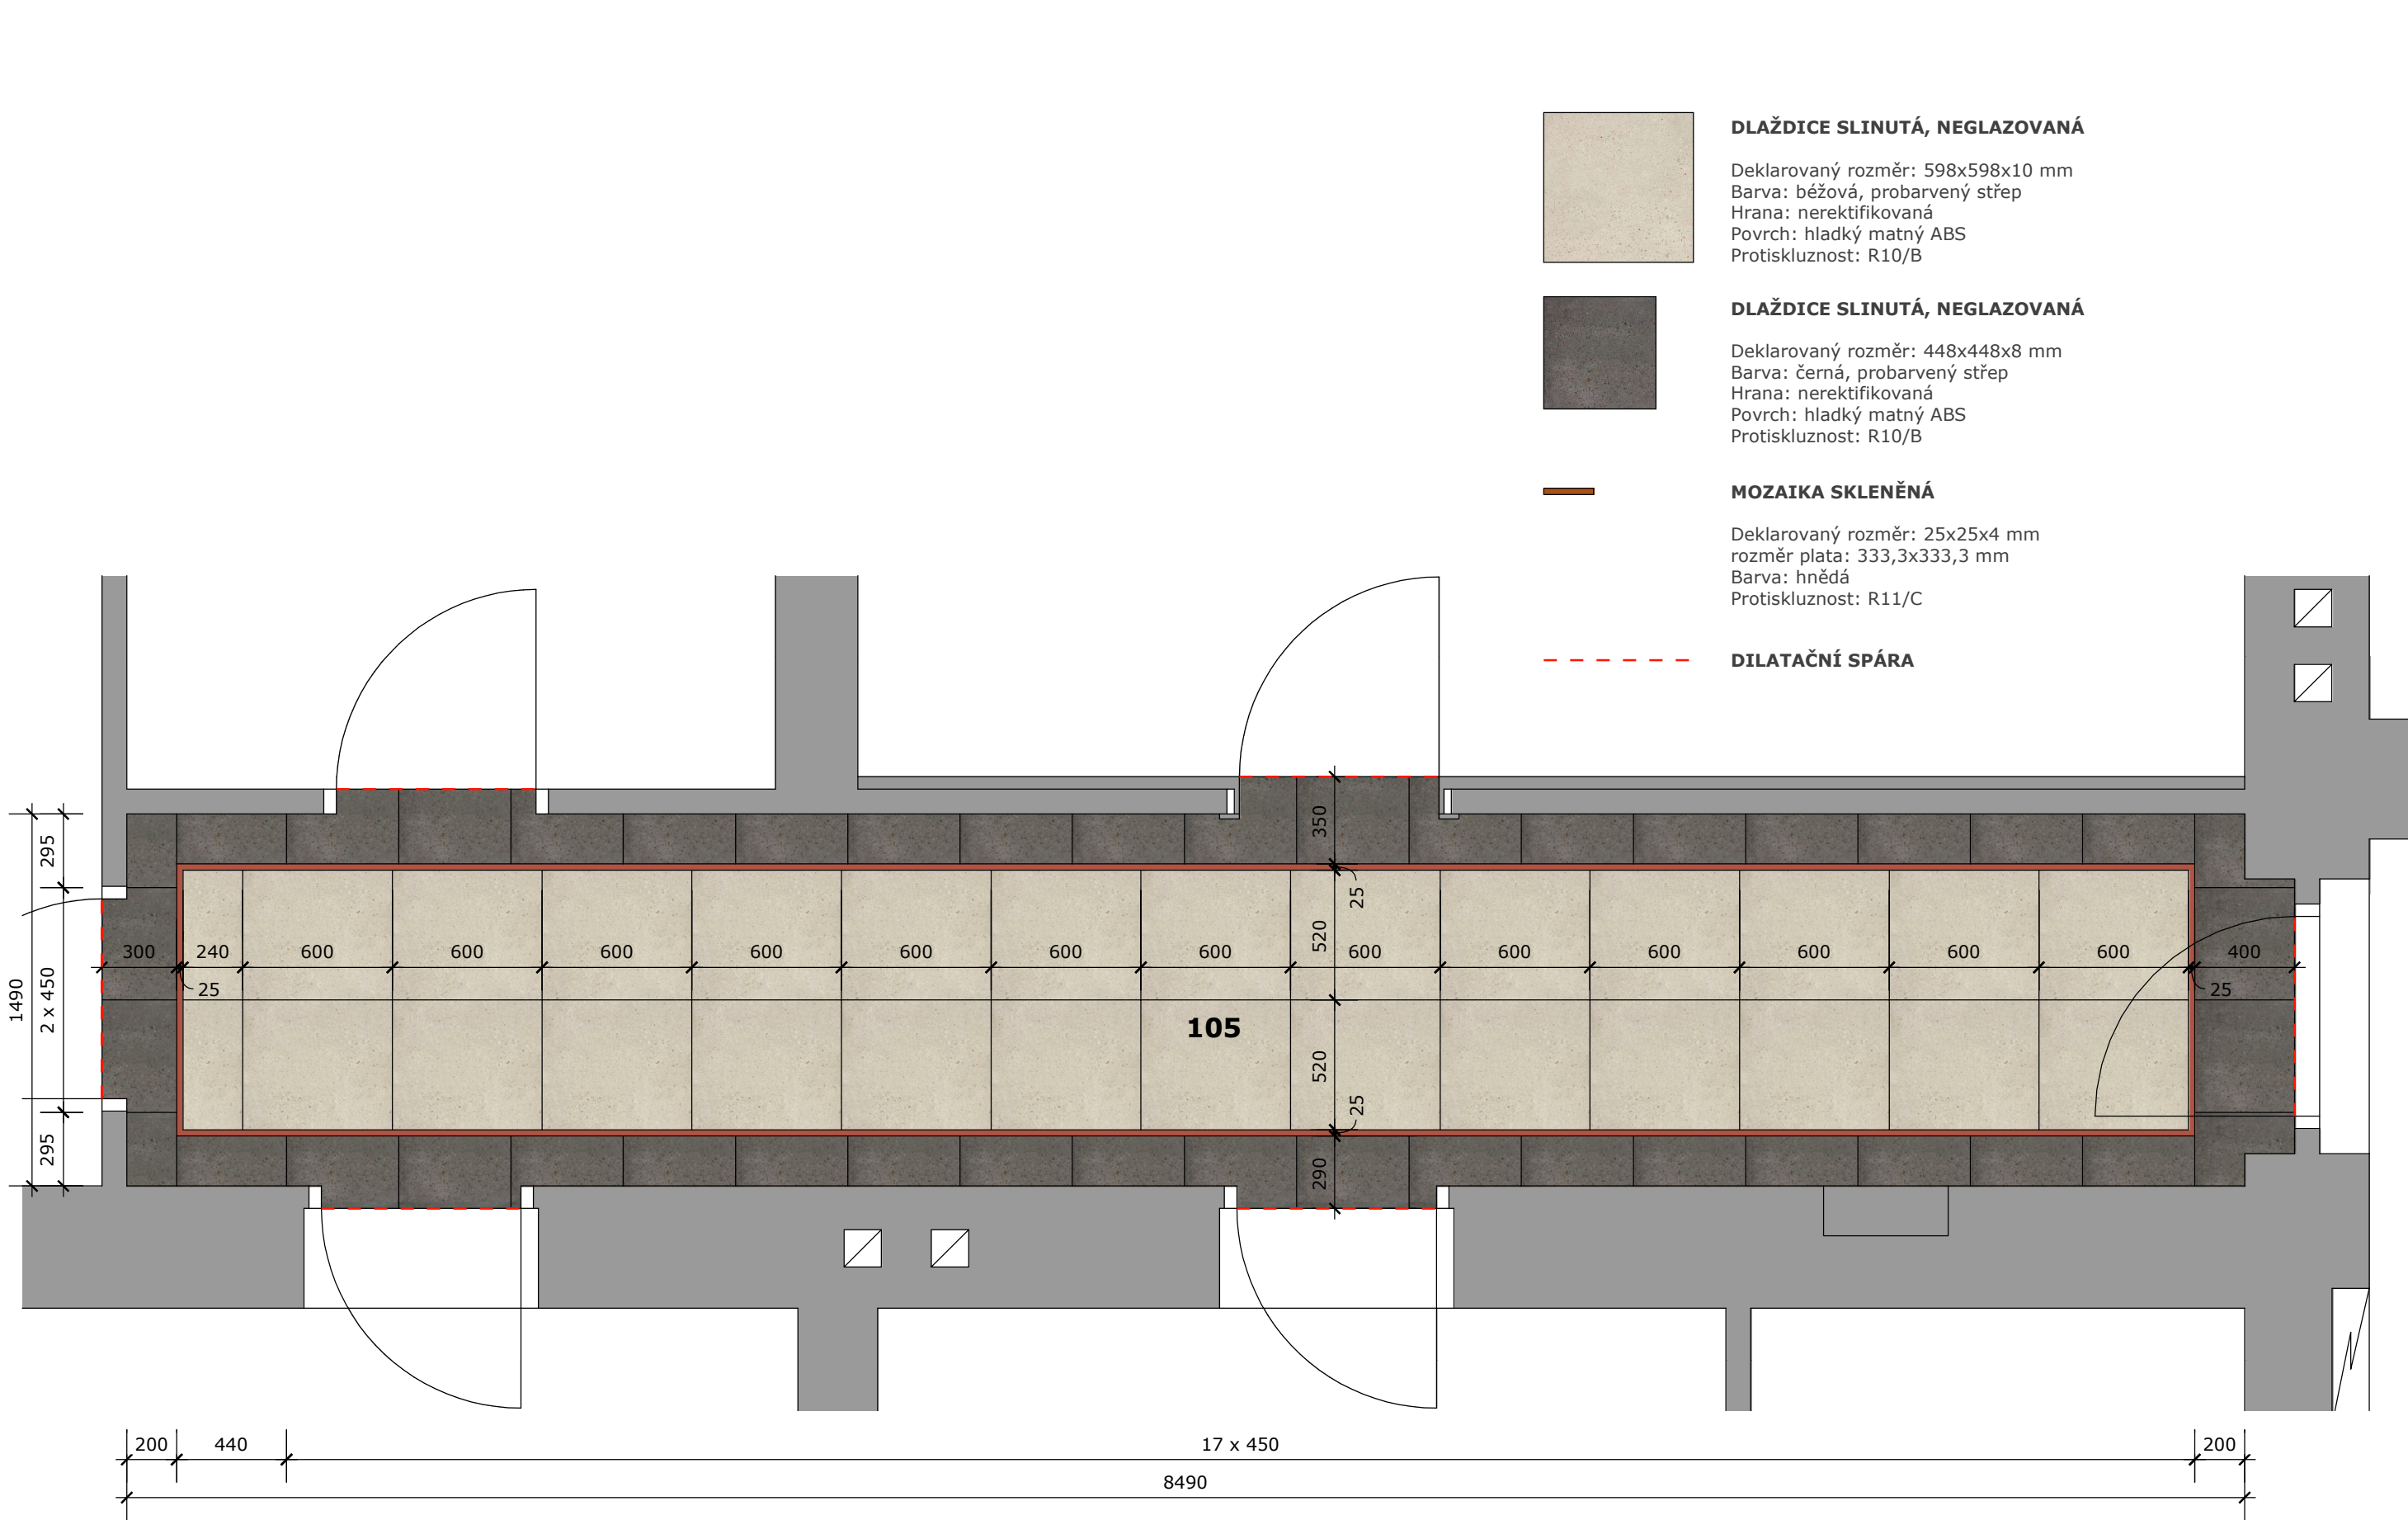 DLAŽDICE SLINUTÁ, NEGLAZOVANÁ
Deklarovaný rozměr: 598x598x10 mm
Barva: béžová, probarvený střep
Hrana: nerektifikovaná
Povrch: hladký matný ABS
Protiskluznost: R10/B
DLAŽDICE SLINUTÁ, NEGLAZOVANÁ
Deklarovaný rozměr: 448x448x8 mm
Barva: černá, probarvený střep
Hrana: nerektifikovaná
Povrch: hladký matný ABS
Protiskluznost: R10/B
MOZAIKA SKLENĚNÁ
Deklarovaný rozměr: 25x25x4 mm
rozměr plata: 333,3x333,3 mm
Barva: hnědá
Protiskluznost: R11/C
DILATAČNÍ SPÁRA
1490
295
2 x 450
295
350
25
520
520
25
290
300
240
600
600
600
600
600
600
600
600
600
600
600
600
600
400
25
25
105
200
440
17 x 450
200
8490